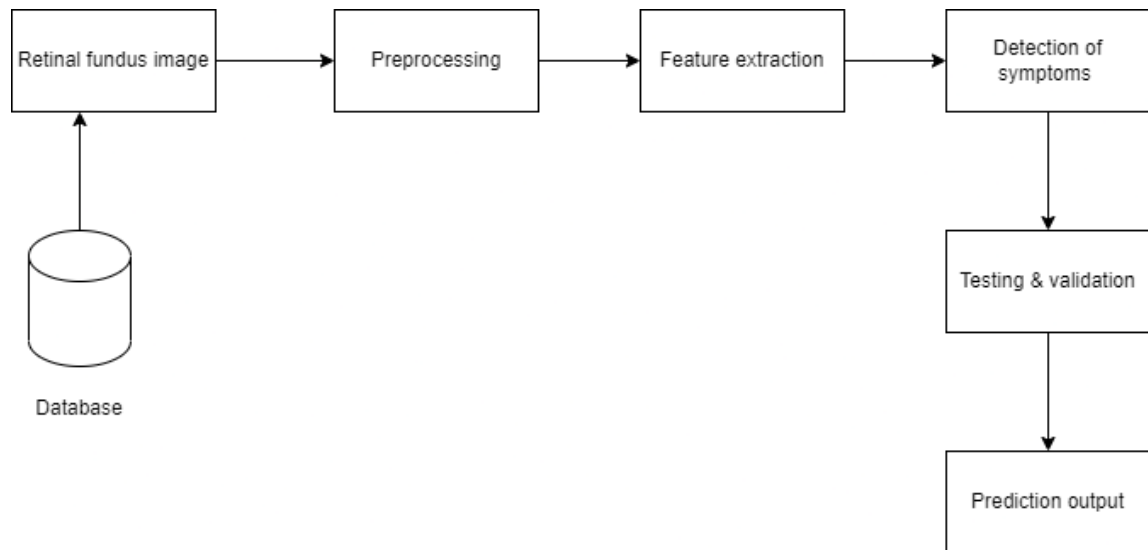 Retinal fundus image
Preprocessing
Feature extraction
Detection of
symptoms
Testing & validation
Database
Prediction output